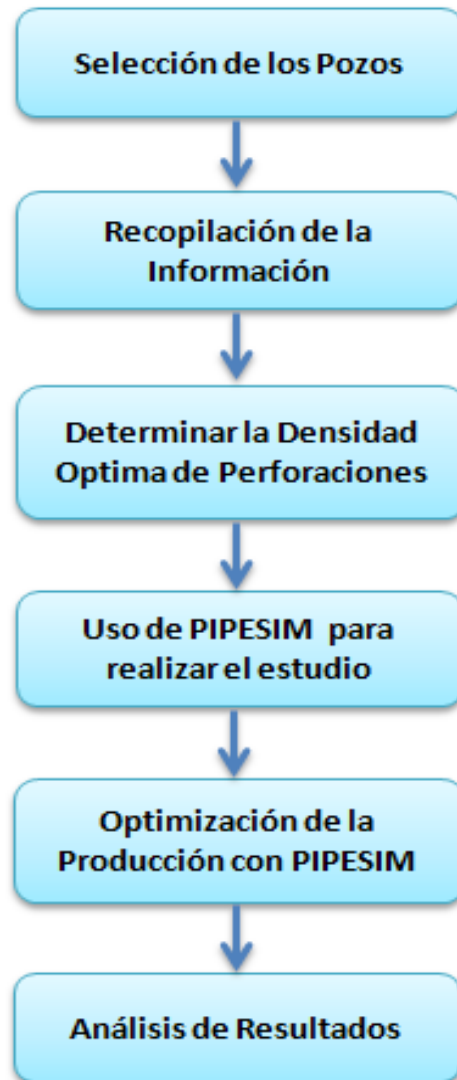 Selección de los Pozos
Recopilación de la
Información
Determinar la Densidad
Optima de Perforaciones
Uso de PIPESIM para
realizar el estudio
Optimización de la
Producción con PIPESIM
Análisis de Resultados